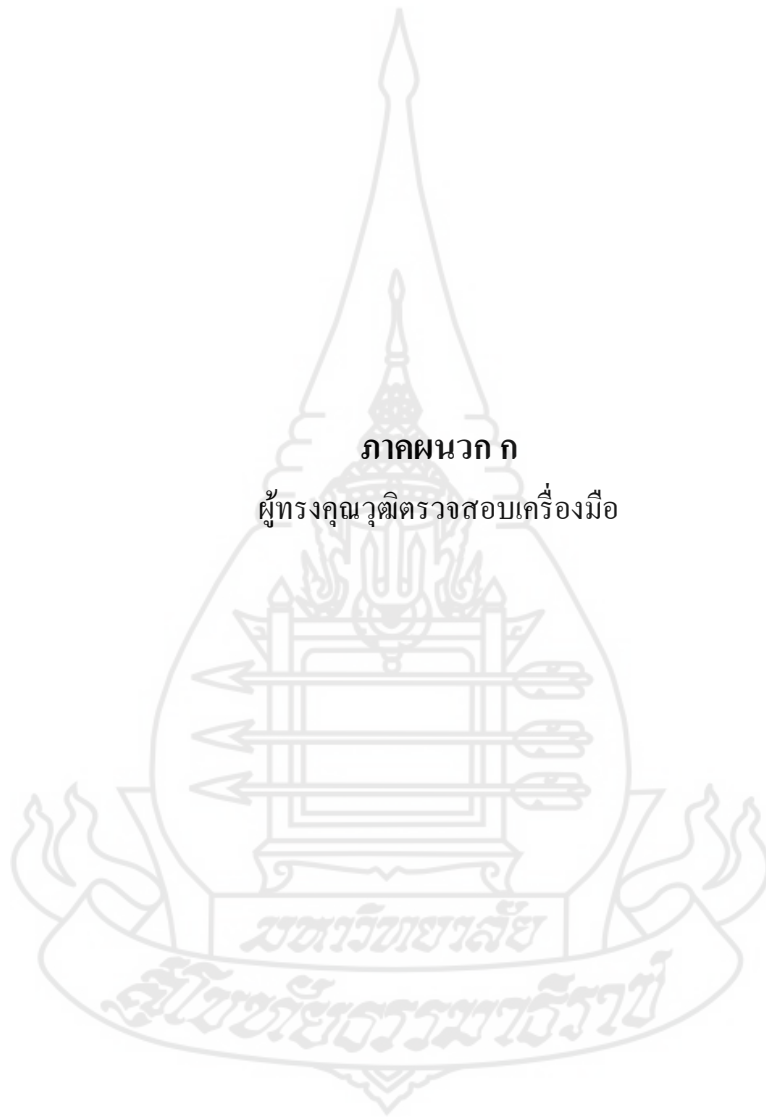 ภาคผนวก ก
ผู้ทรงคุณวุฒิตรวจสอบเครื่องมือ
มหาวิทยาลัย
สุโขทัยธรรมาธิราช